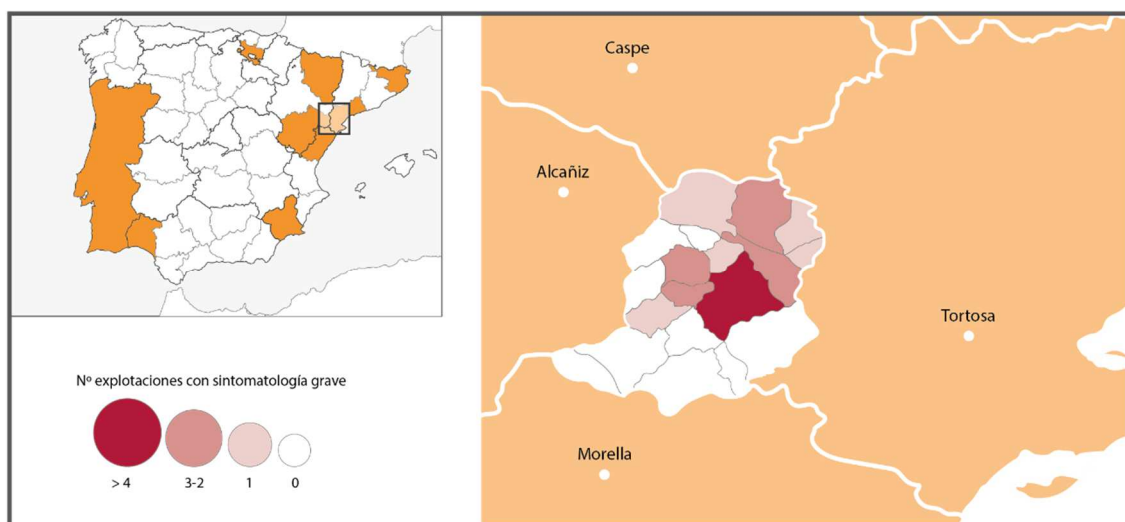 Caspe
Alcañiz
Tortosa
Morella
Nº explotaciones con sintomatología grave
> 4 3-2 1 0